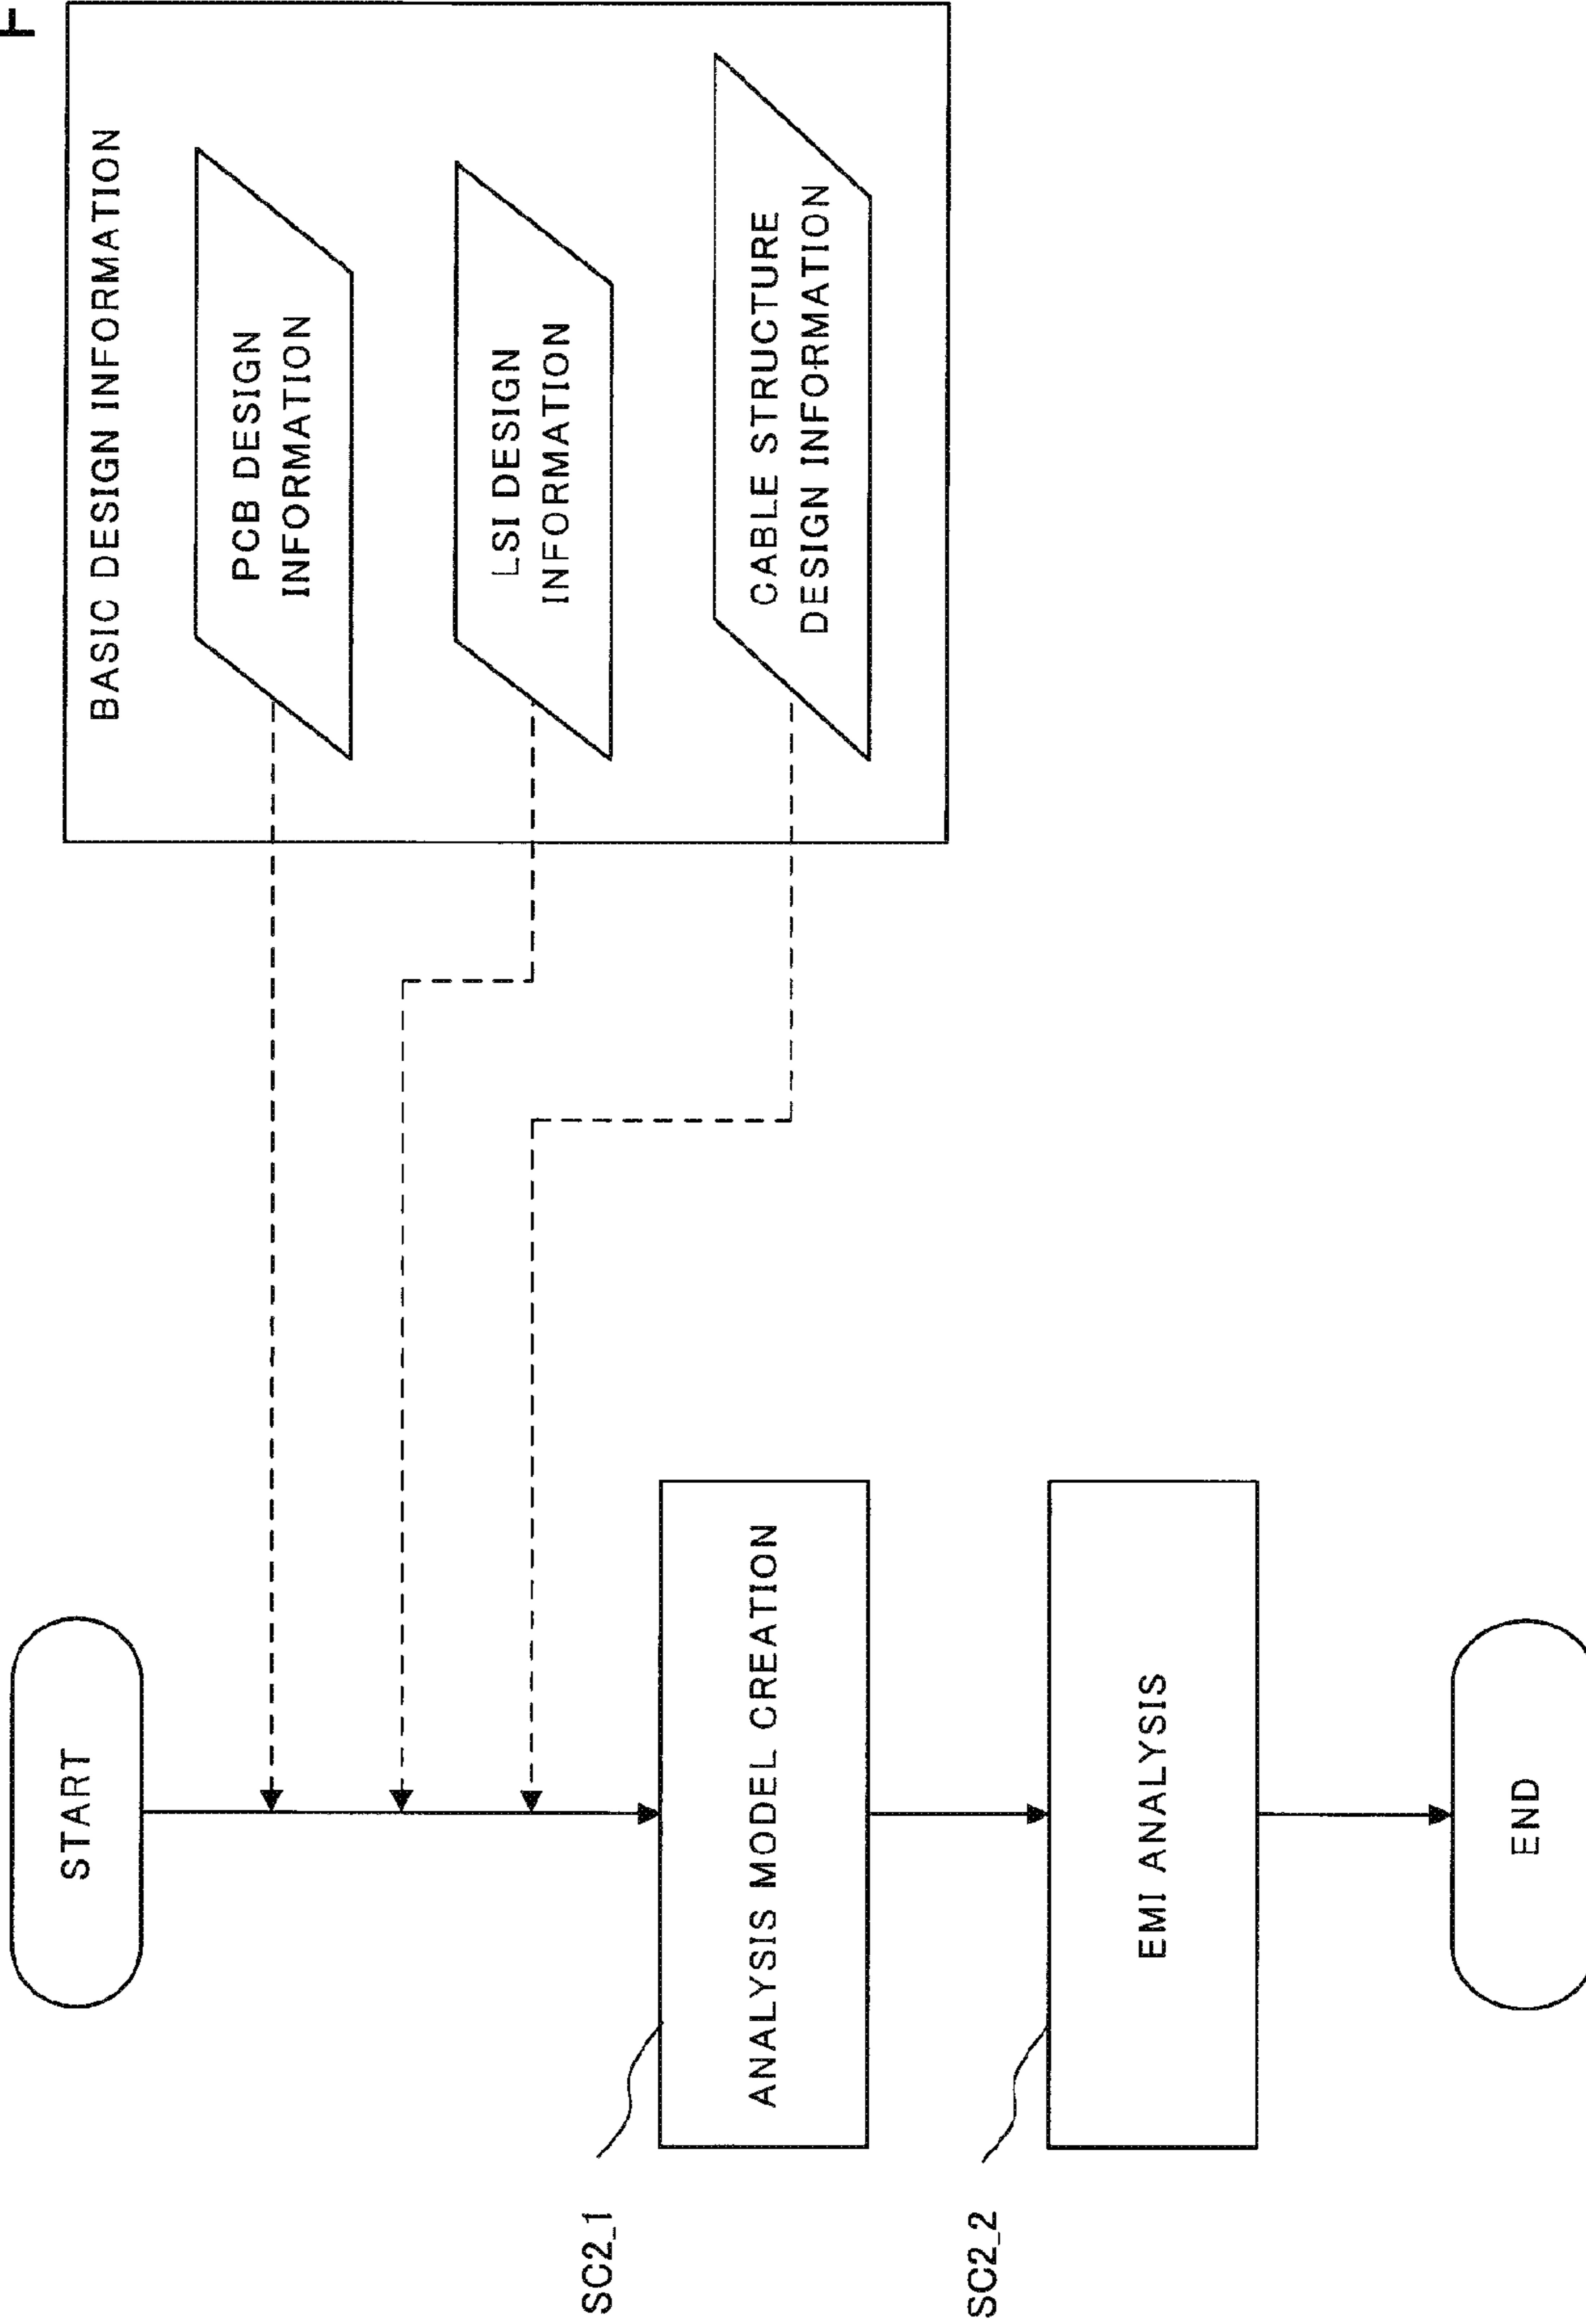 START
BASIC DESIGN INFORMATION
PCB DESIGN
INFORMATION
LSI DESIGN
INFORMATION
CABLE STRUCTURE
DESIGN INFORMATION
SC2_1
ANALYSIS MODEL CREATION
SC2_2
EMI ANALYSIS
END